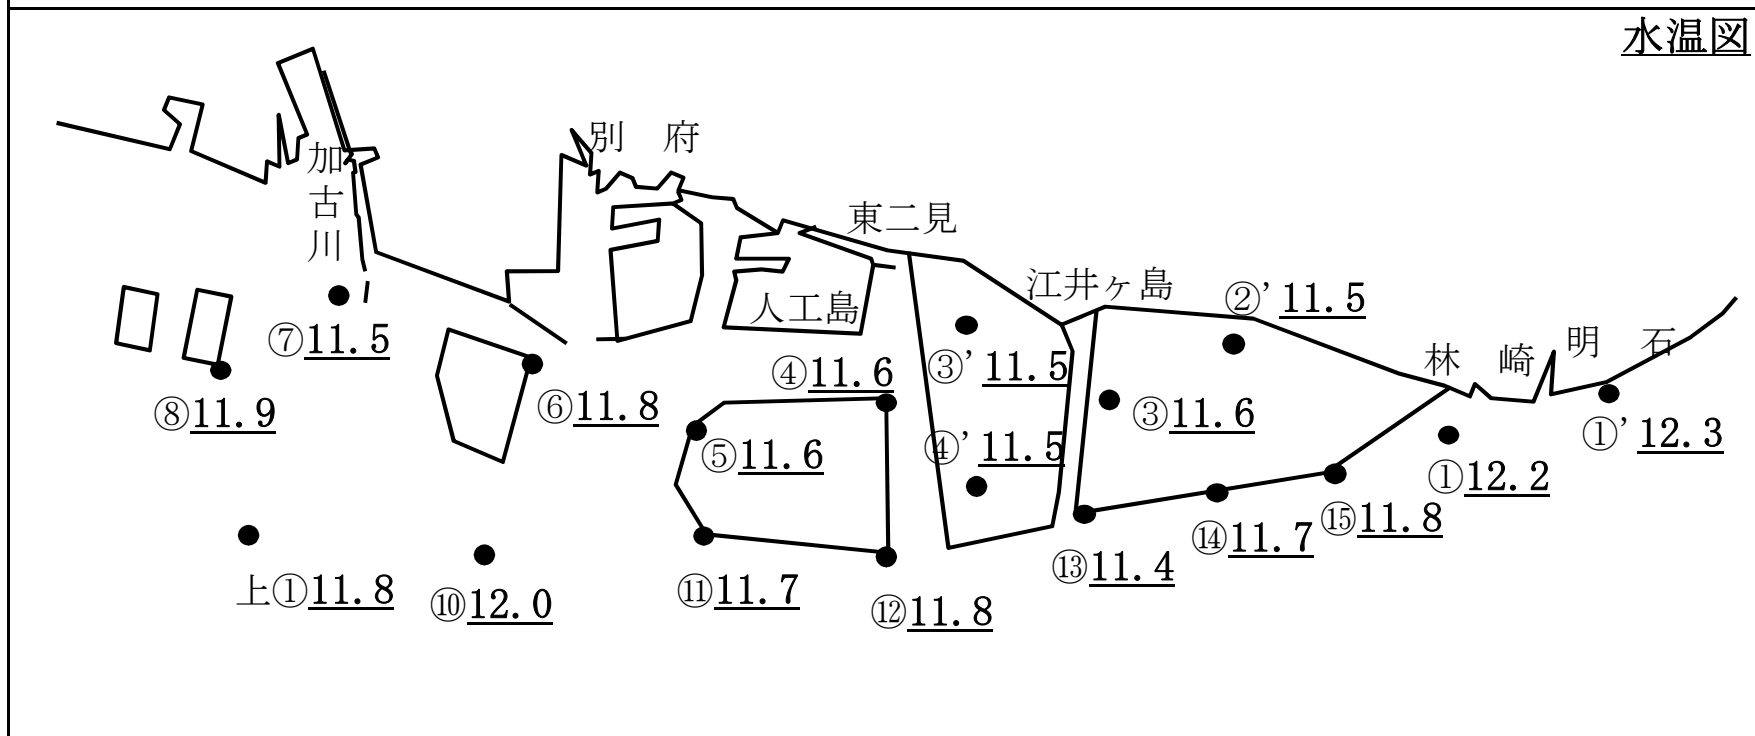 水温図
別 府
加古川
東二見
江井ヶ島
人工島
林 崎
明 石
②' 11.5
⑦11.5
④11.6
③' 11.5
⑧11.9
⑥11.8
③11.6
①' 12.3
⑤11.6
④' 11.5
①12.2
⑮11.8
⑭11.7
⑬11.4
上①11.8
⑩12.0
⑪11.7
⑫11.8